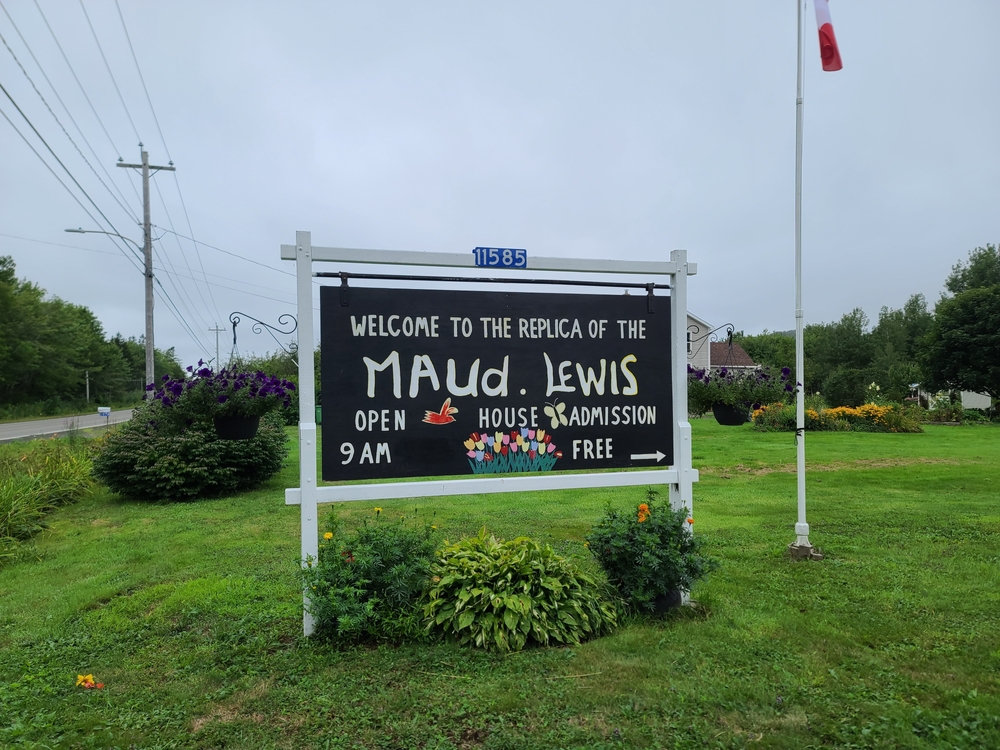 11585
WELCOME TO THE REPLICA OF THE
MAUd. LEWIS
OPEN HOUSE ADMISSION
9 AM FREE